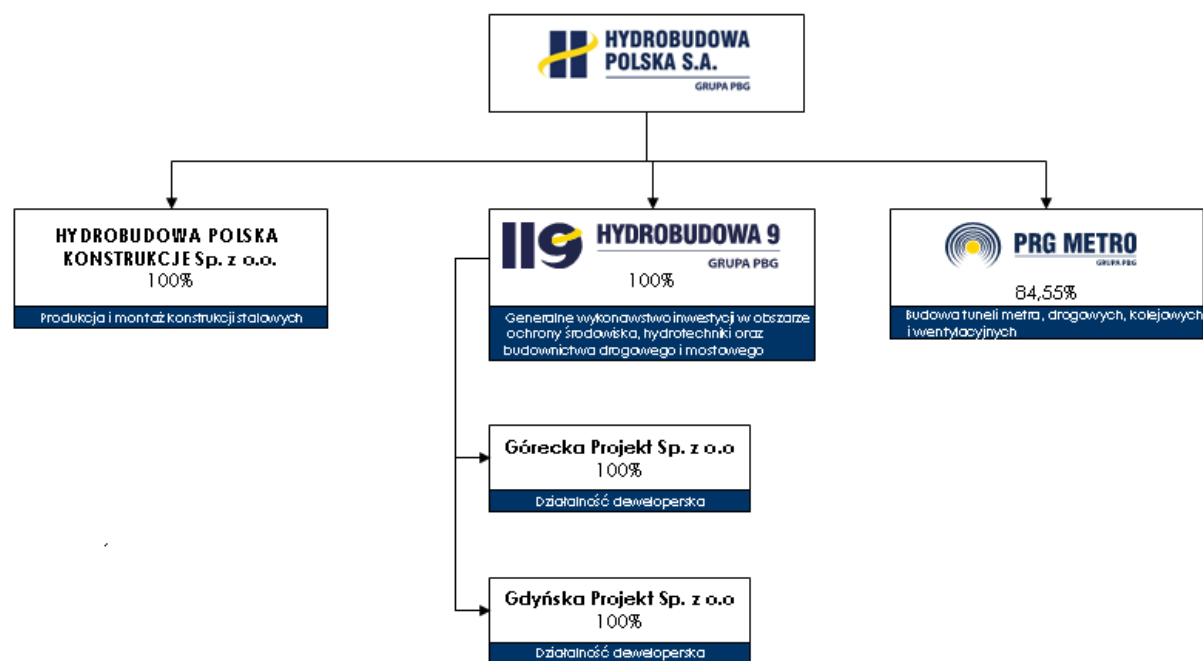 HYDROBUDOWA
POLSKA S.A.
GRUPA PBG
HYDROBUDOWA POLSKA
KONSTRUKCJE Sp. z o.o.
100%
Produkcja i montaż konstrukcji stalowych
H9 HYDROBUDOWA 9
GRUPA PBG
100%
Generalne wykonawstwo inwestycji w obszarze
ochrony środowiska, hydrotechniki oraz
budownictwa drogowego i mostowego
PRG METRO
GRUPA PBG
84,55%
Budowa tuneli metra, drogowych, kolejowych
i wentylacyjnych
Górecka Projekt Sp. z o.o
100%
Działalność deweloperska
Gdyńska Projekt Sp. z o.o
100%
Działalność deweloperska